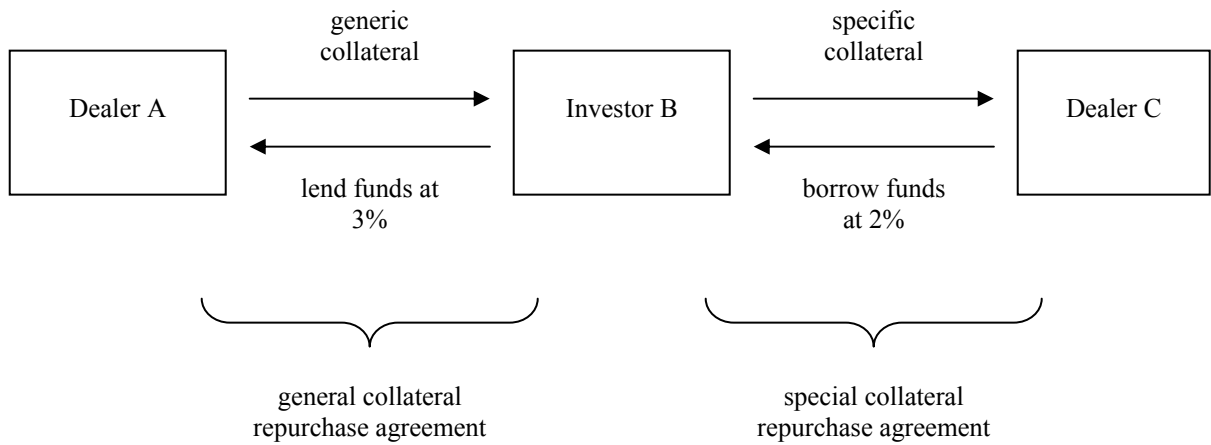 generic
collateral
specific
collateral
Dealer A
Investor B
Dealer C
lend funds at
3%
borrow funds
at 2%
general collateral
repurchase agreement
special collateral
repurchase agreement